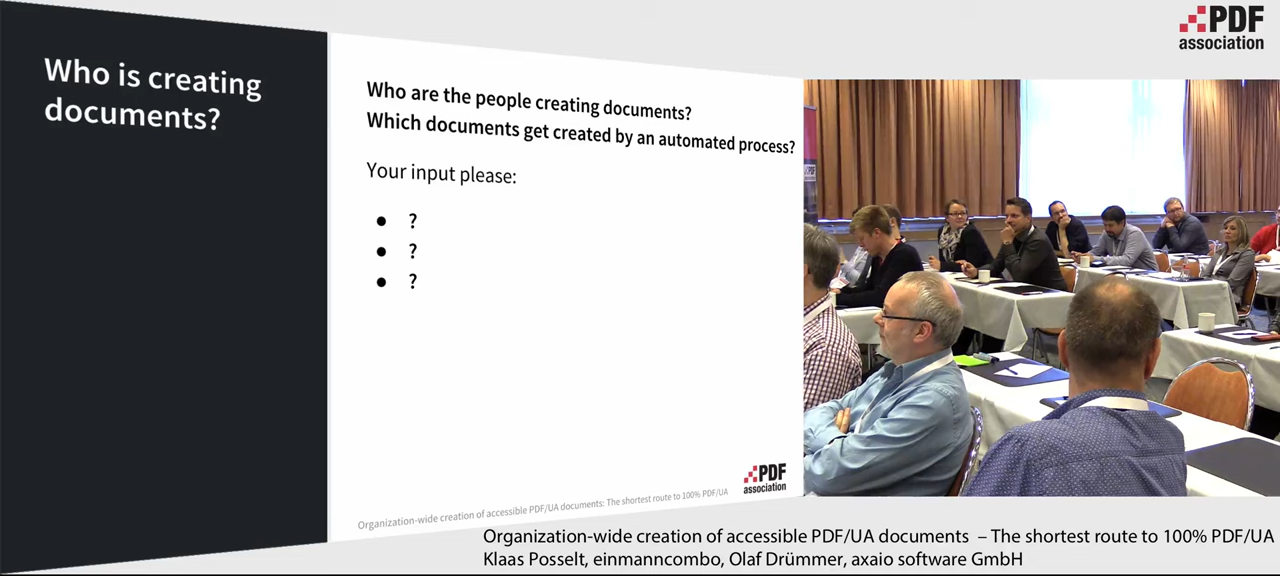 PDF
association
Who is creating
documents?
Who are the people creating documents?
Which documents get created by an automated process?
Your input please:
● ?
● ?
● ?
PDF
association
Organization-wide creation of accessible PDF/UA documents: The shortest route to 100% PDF/UA
Organization-wide creation of accessible PDF/UA documents – The shortest route to 100% PDF/UA
Klaas Posselt, einmanncombo, Olaf Drümmer, axaio software GmbH